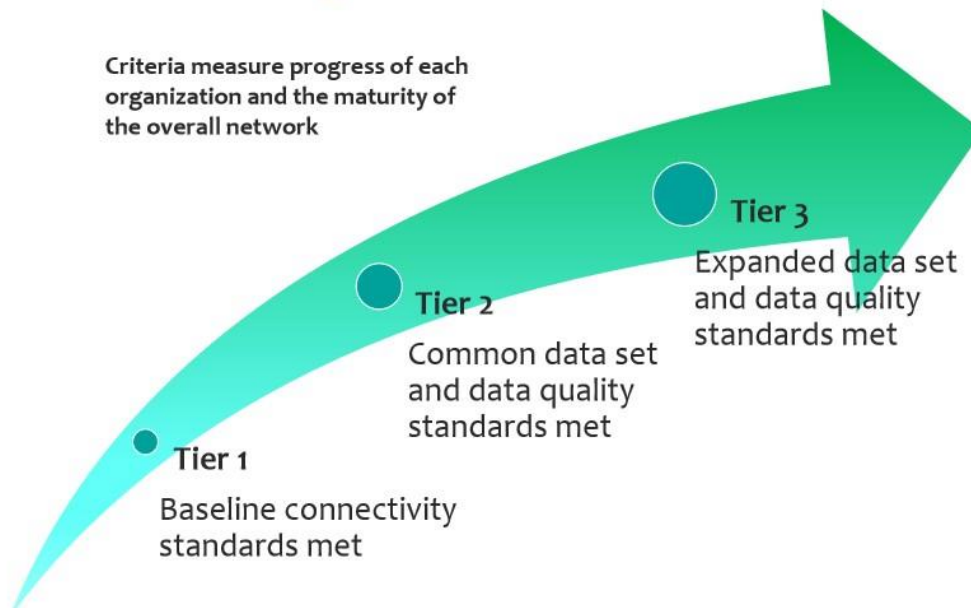 Criteria measure progress of each
organization and the maturity of
the overall network
Tier 1
Baseline connectivity
standards met
Tier 2
Common data set
and data quality
standards met
Tier 3
Expanded data set
and data quality
standards met